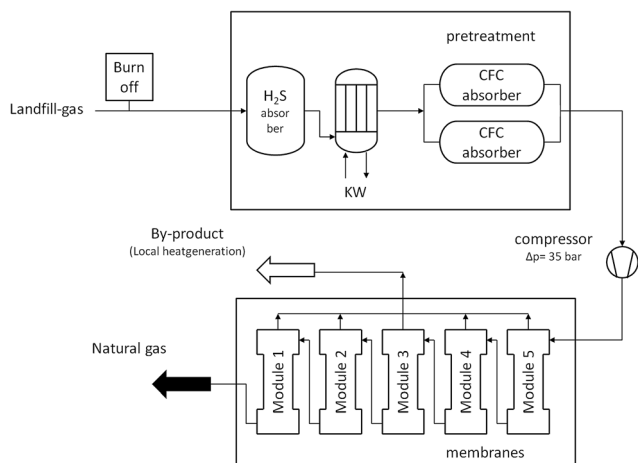 pretreatment
Burn
off
Landfill-gas
H₂S
absor
ber
CFC
absorber
CFC
absorber
KW
By-product
(Local heatgeneration)
compressor
Δp= 35 bar
Natural gas
Module 1
Module 2
Module 3
Module 4
Module 5
membranes